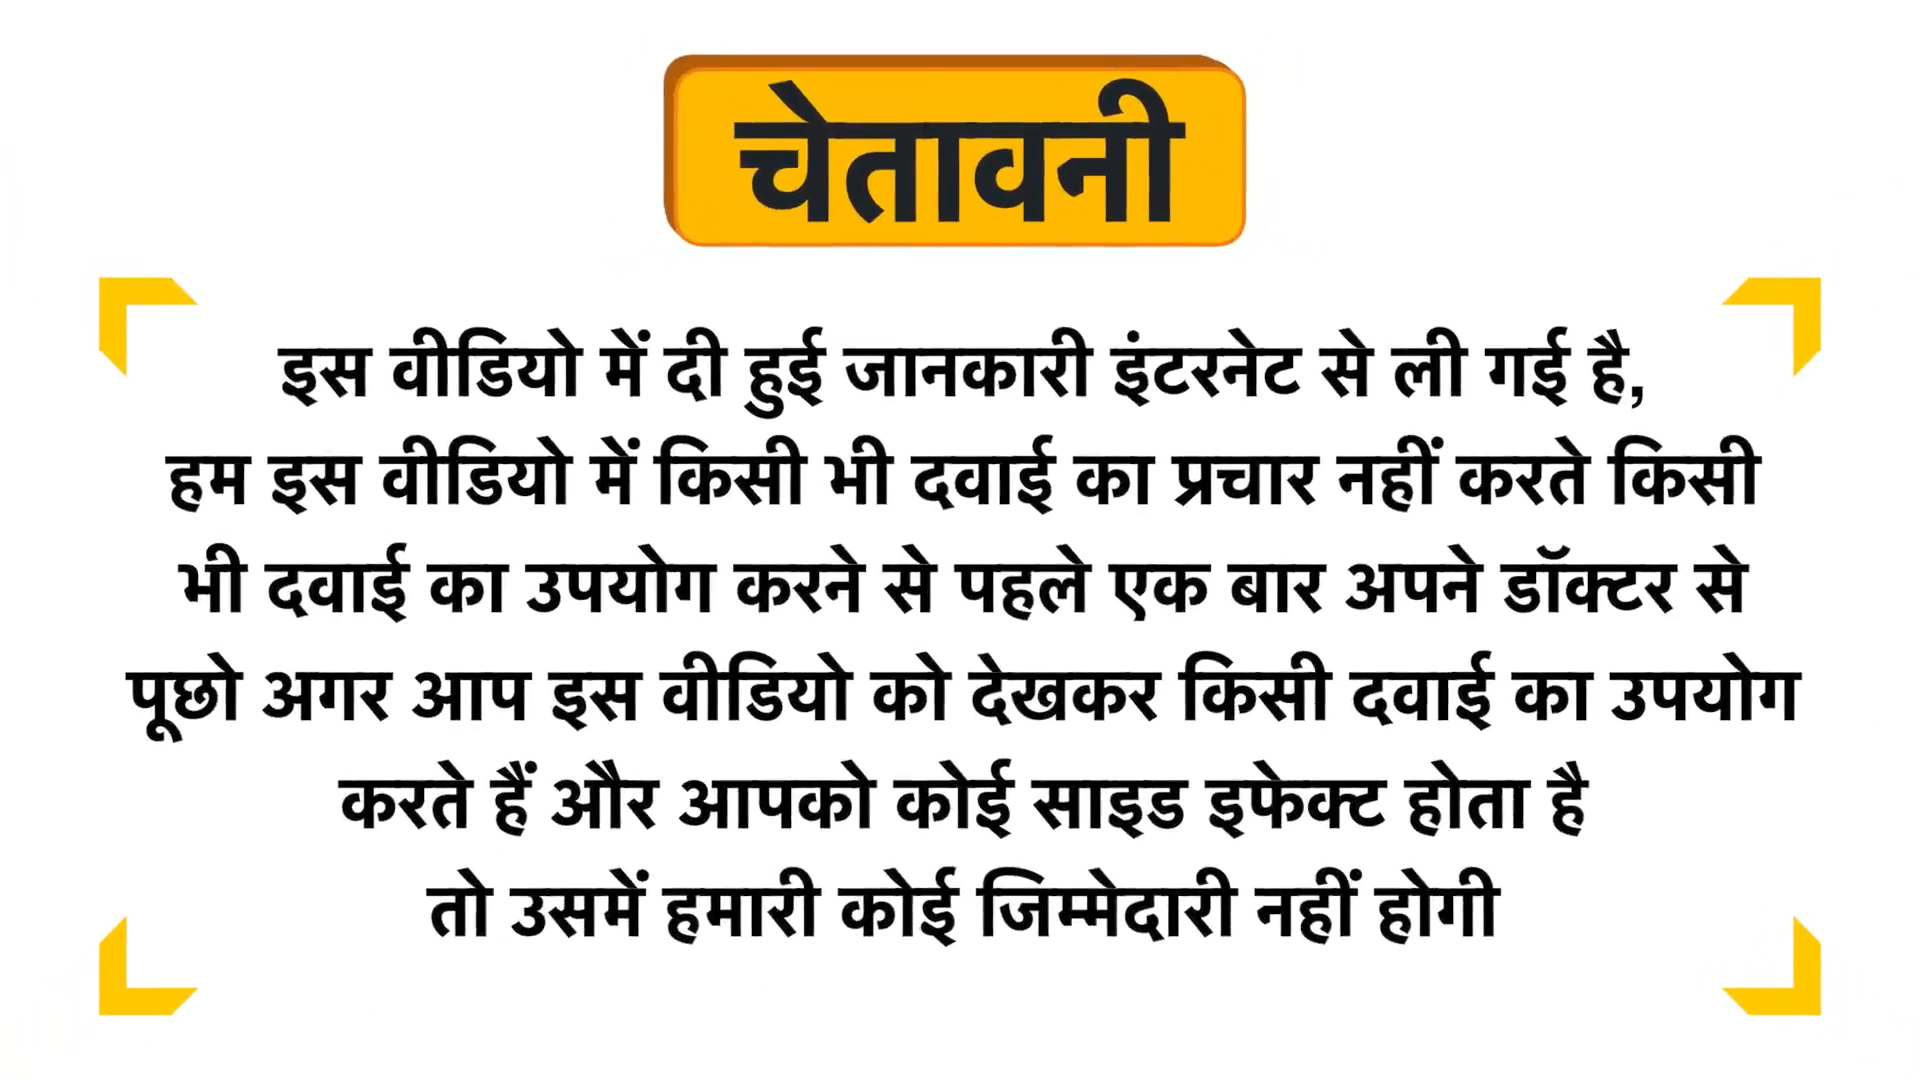 चेतावनी
इस वीडियो में दी हुई जानकारी इंटरनेट से ली गई है,
हम इस वीडियो में किसी भी दवाई का प्रचार नहीं करते किसी
भी दवाई का उपयोग करने से पहले एक बार अपने डॉक्टर से
पूछो अगर आप इस वीडियो को देखकर किसी दवाई का उपयोग
करते हैं और आपको कोई साइड इफेक्ट होता है
तो उसमें हमारी कोई जिम्मेदारी नहीं होगी